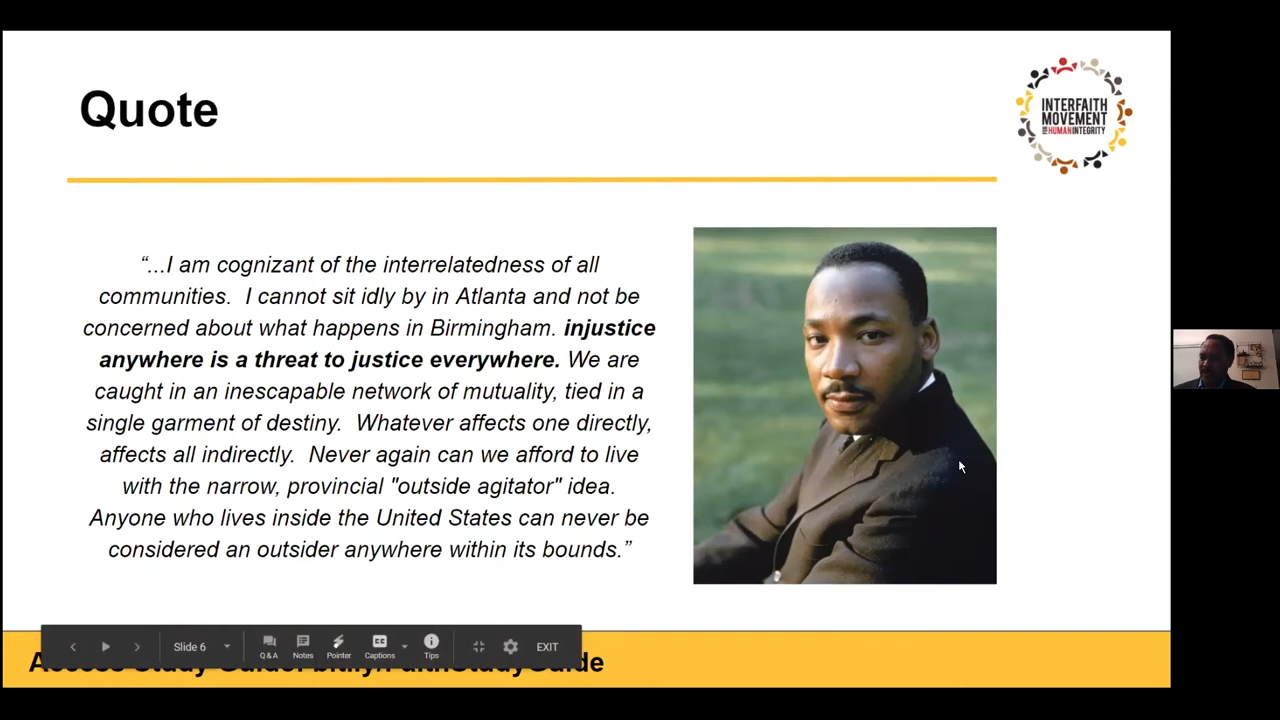 Quote
INTERFAITH
MOVEMENT
FOR HUMAN INTEGRITY
“...I am cognizant of the interrelatedness of all
communities.  I cannot sit idly by in Atlanta and not be
concerned about what happens in Birmingham. injustice
anywhere is a threat to justice everywhere. We are
caught in an inescapable network of mutuality, tied in a
single garment of destiny.  Whatever affects one directly,
affects all indirectly.  Never again can we afford to live
with the narrow, provincial "outside agitator" idea.
Anyone who lives inside the United States can never be
considered an outsider anywhere within its bounds.”
Slide 6
Q&A
Notes
Pointer
CC
Captions
Tips
EXIT
Access Study Guide: